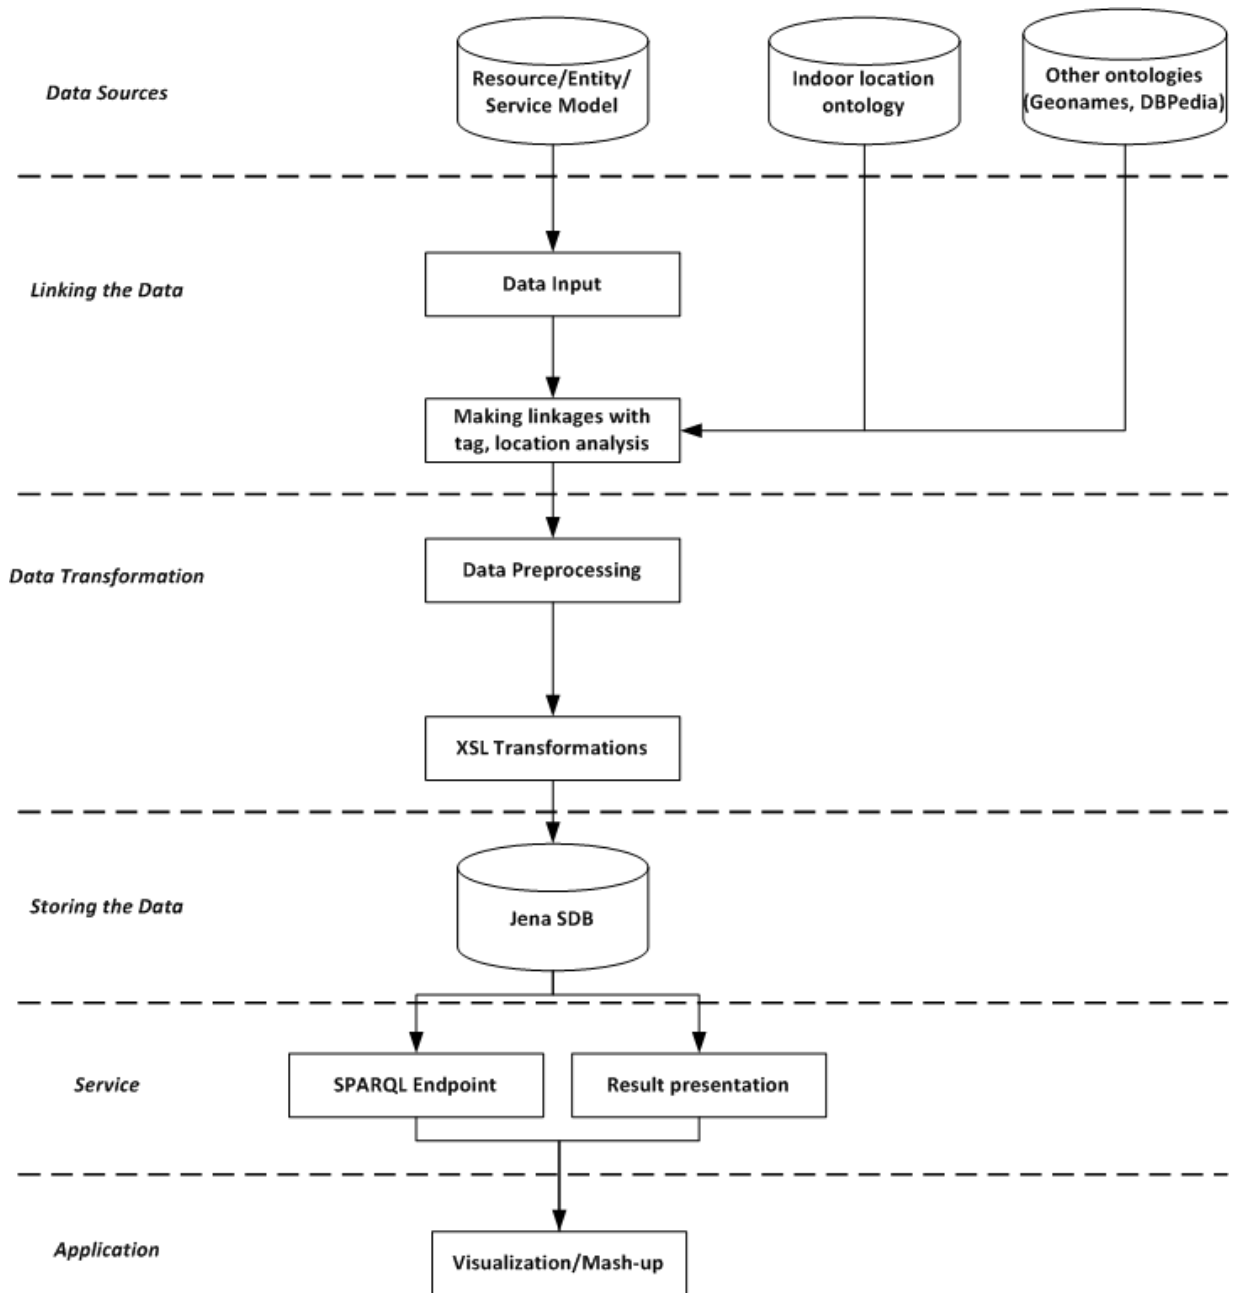 Data Sources
Resource/Entity/
Service Model
Indoor location
ontology
Other ontologies
(Geonames, DBPedia)
Linking the Data
Data Input
Making linkages with
tag, location analysis
Data Transformation
Data Preprocessing
XSL Transformations
Storing the Data
Jena SDB
Service
SPARQL Endpoint
Result presentation
Application
Visualization/Mash-up